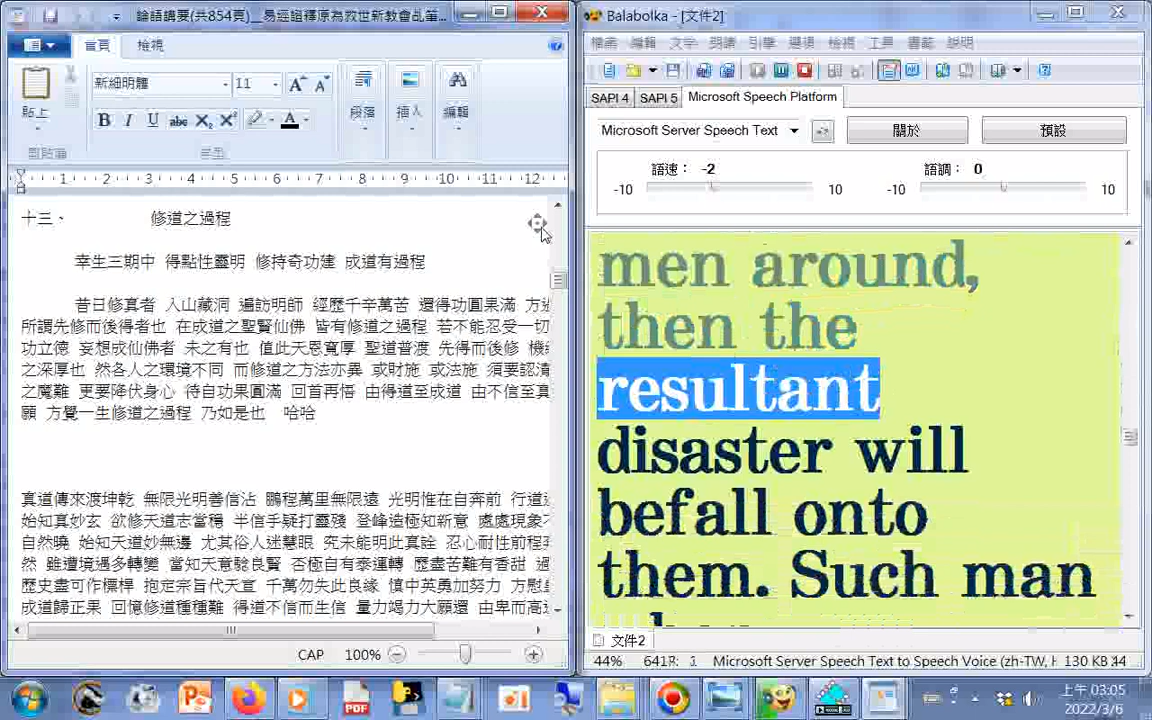 論語講要(共854頁)__易經證釋原為救世新教會乩筆...
首頁 檢視
貼上
剪貼簿
新細明體 11
B I U abc X₂ X²
字型
段落
插入
編輯
1 2 3 4 5 6 7 8 9 10 11 12
十三、 修道之過程
幸生三期中 得點性靈明 修持奇功建 成道有過程
昔日修真者 入山藏洞 遍訪明師 經歷千辛萬苦 還得功圓果滿 方
所謂先修而後得者也 在成道之聖賢仙佛 皆有修道之過程 若不能忍受一切
功立德 妄想成仙佛者 未之有也 值此天恩寬厚 聖道普渡 先得而後修 機
之深厚也 然各人之環境不同 而修道之方法亦異 或財施 或法施 須要認清
之魔難 更要降伏身心 待自功果圓滿 回首再悟 由得道至成道 由不信至真
願 方覺一生修道之過程 乃如是也 哈哈
真道傳來渡坤乾 無限光明善信沾 鵬程萬里無限遠 光明惟在自奔前 行道
始知真妙玄 欲修天道志當穩 半信半疑打靈殘 登峰造極知新意 處處現象
自然曉 始知天道妙無邊 尤其俗人迷慧眼 究未能明此真詮 忍心耐性前程
然 雖遭境遇多轉變 當知天意驗良賢 否極自有泰運轉 歷盡苦難有香甜
歷史盡可作標桿 抱定宗旨代天宣 千萬勿失此良緣 慎中英勇加努力 方慰
成道歸正果 回憶修道種種難 得道不信而生信 量力竭力大願還 由卑而高
CAP 100%
Balabolka - [文件2]
檔案 編輯 文字 朗讀 引擎 選項 檢視 工具 書籤 說明
SAPI 4 SAPI 5 Microsoft Speech Platform
Microsoft Server Speech Text 關於 預設
語速： -2 語調： 0
-10 10 -10 10
men around,
then the
resultant
disaster will
befall onto
them. Such man
文件2
44% Microsoft Server Speech Text to Speech Voice (zh-TW, H 130 KB
上午 03:05
2022/3/6